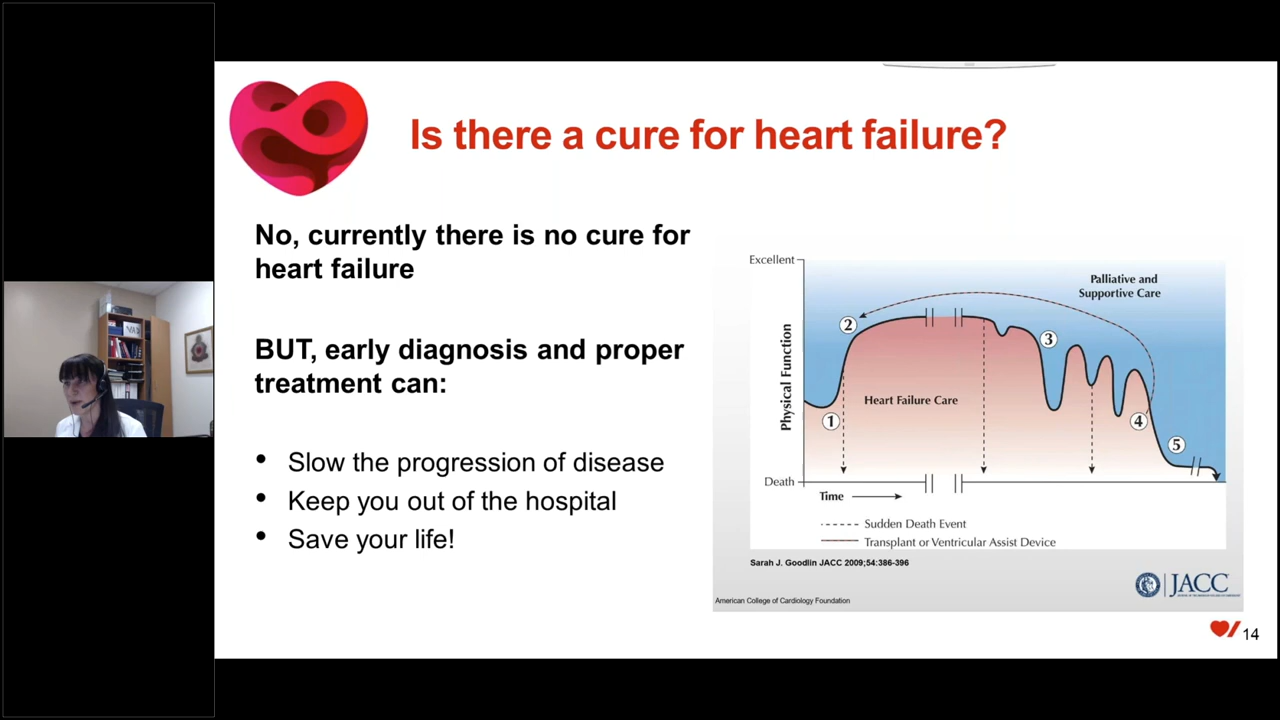 Is there a cure for heart failure?
No, currently there is no cure for
heart failure
BUT, early diagnosis and proper
treatment can:
• Slow the progression of disease
• Keep you out of the hospital
• Save your life!
Excellent
Palliative and
Supportive Care
Physical Function
2
3
Heart Failure Care
1
4
5
Death
Time
Sudden Death Event
Transplant or Ventricular Assist Device
Sarah J. Goodlin JACC 2009;54:386-396
JACC
American College of Cardiology Foundation
14
VAD